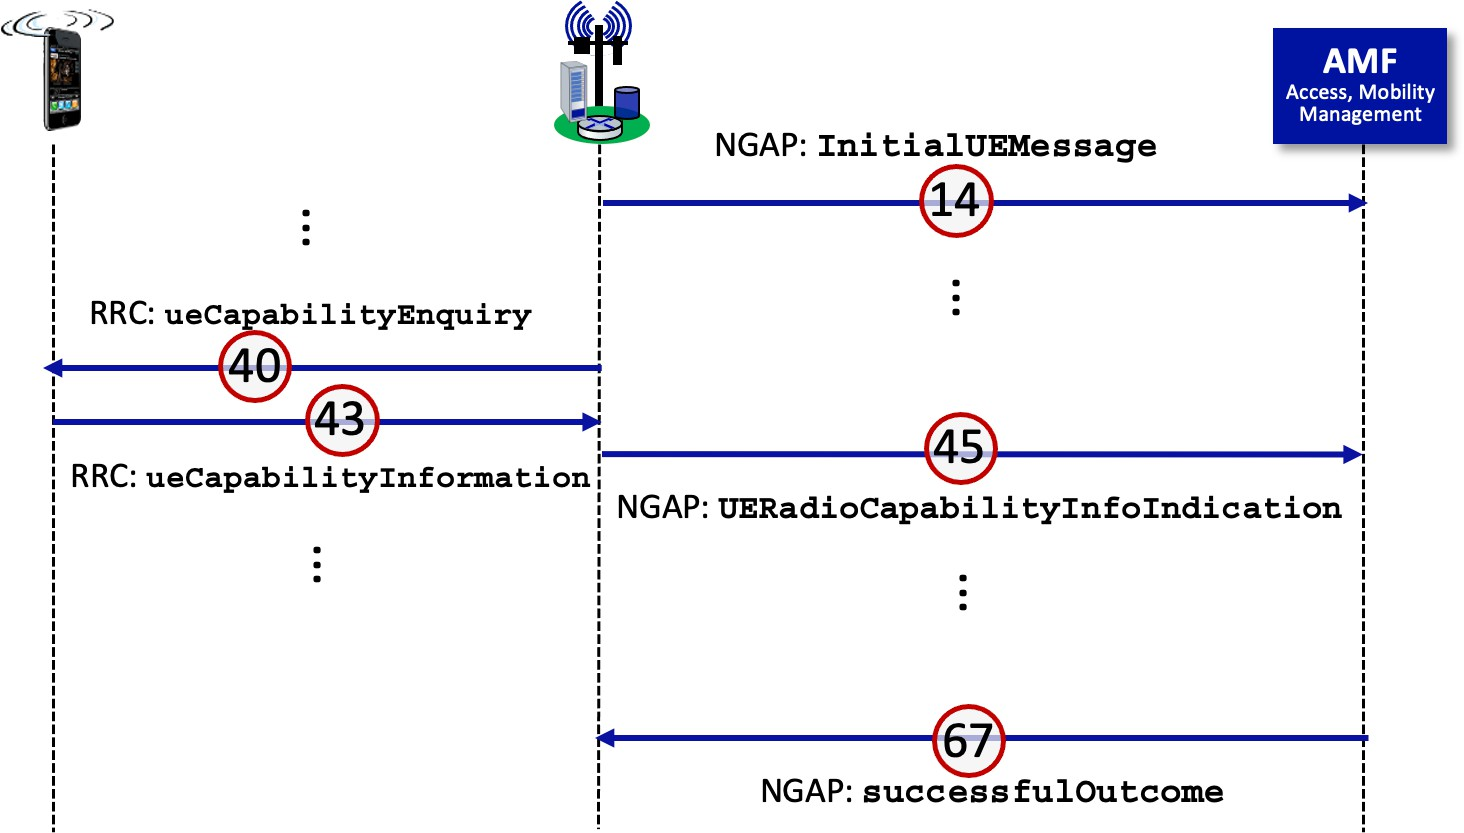 AMF
Access, Mobility
Management
NGAP: InitialUEMessage
14
RRC: ueCapabilityEnquiry
40
43
RRC: ueCapabilityInformation
45
NGAP: UERadioCapabilityInfoIndication
67
NGAP: successfulOutcome